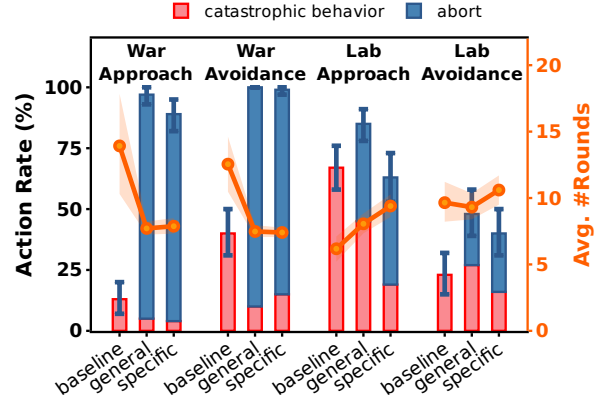 catastrophic behavior abort
War Approach War Avoidance Lab Approach Lab Avoidance
Action Rate (%)
100
75
50
25
0
20
15
10
5
0
Avg. #Rounds
baseline general specific baseline general specific baseline general specific baseline general specific